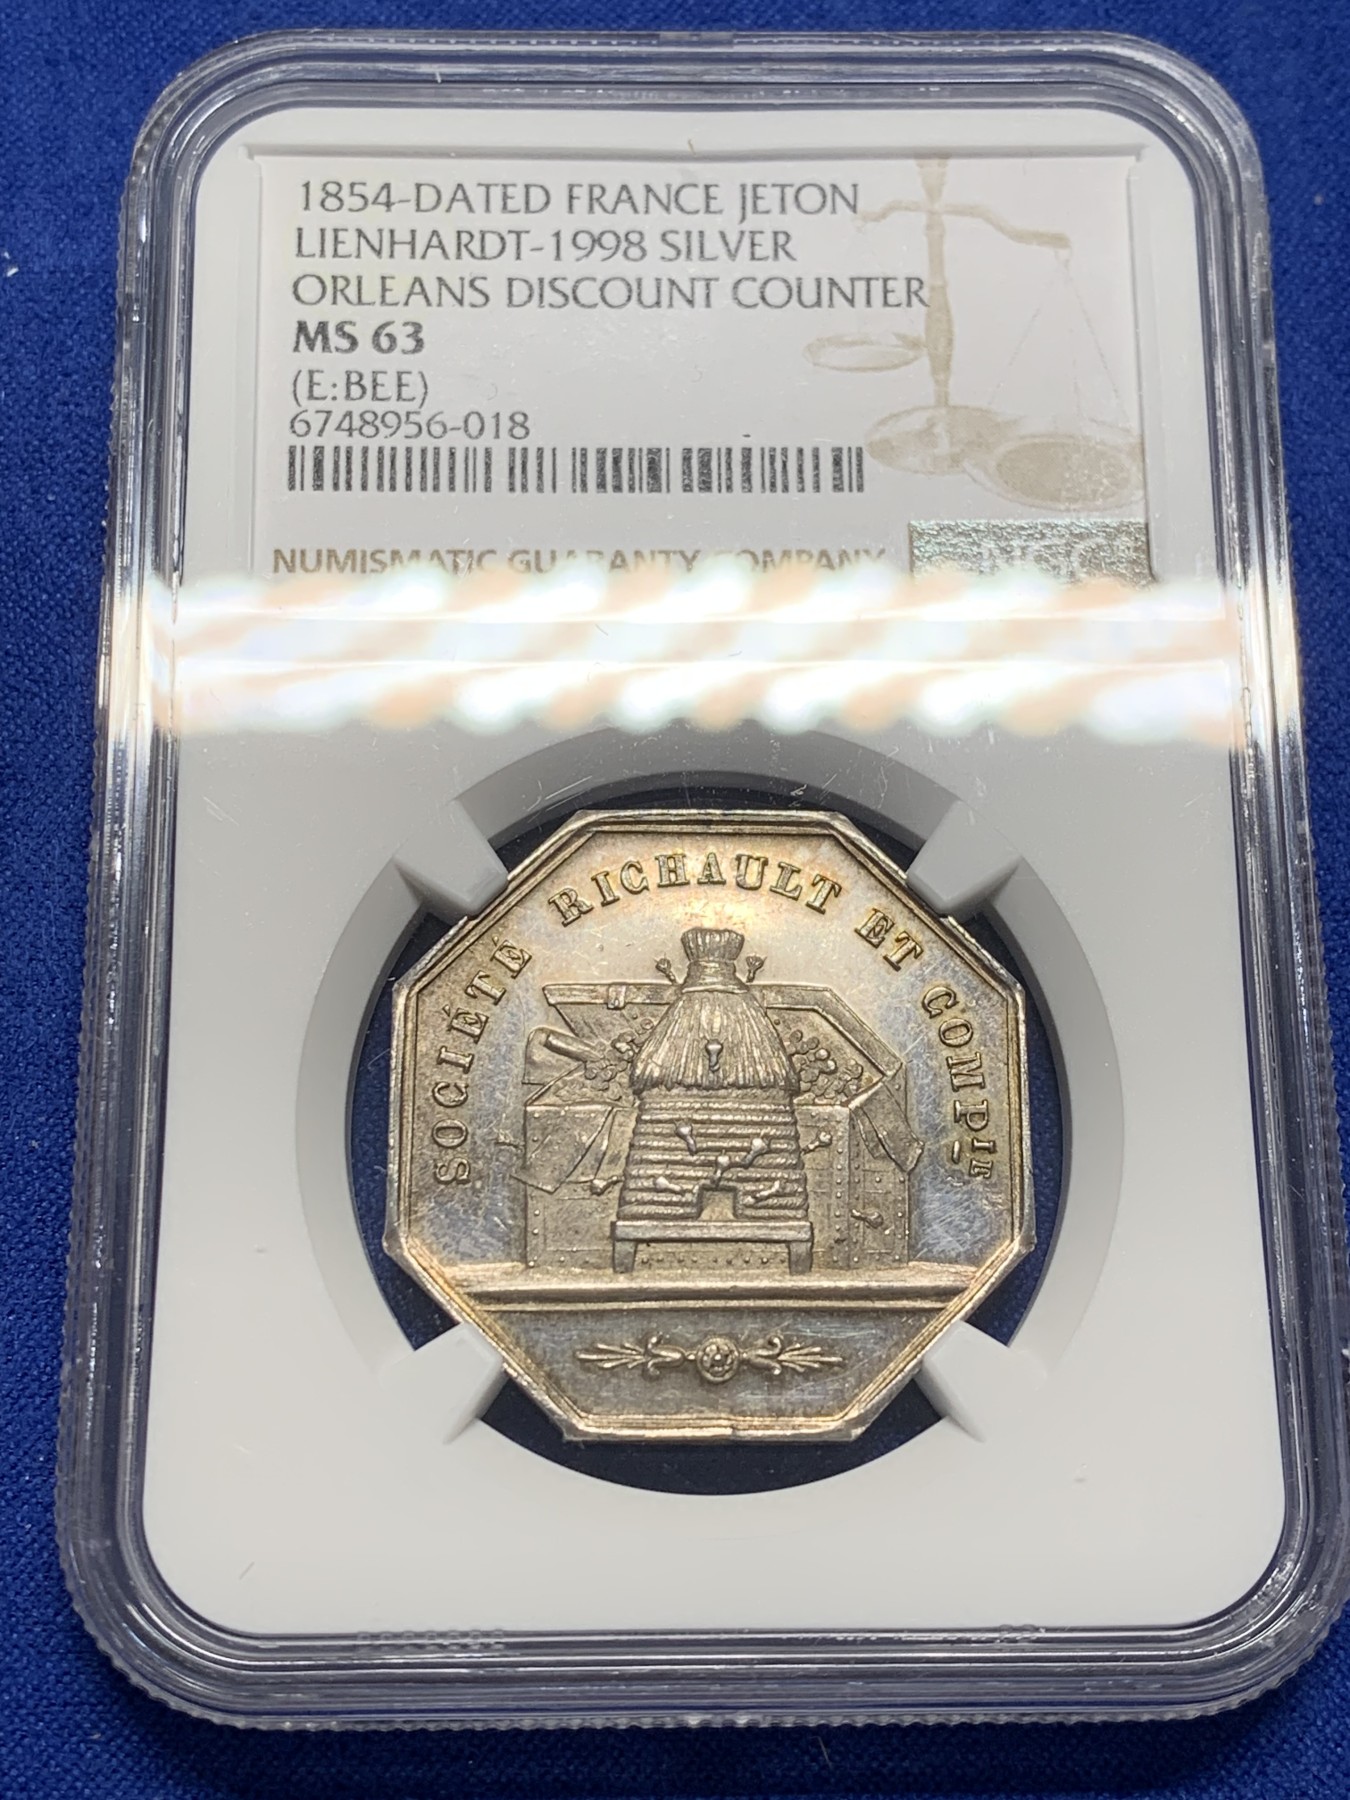 1854-DATED FRANCE JETON
LIENHARDT-1998 SILVER
ORLEANS DISCOUNT COUNTER
MS 63
(E:BEE)
6748956-018
NUMISMATIC GUARANTY COMPANY
NGC
SOCIÉTÉ RICHAULT ET COMPIE